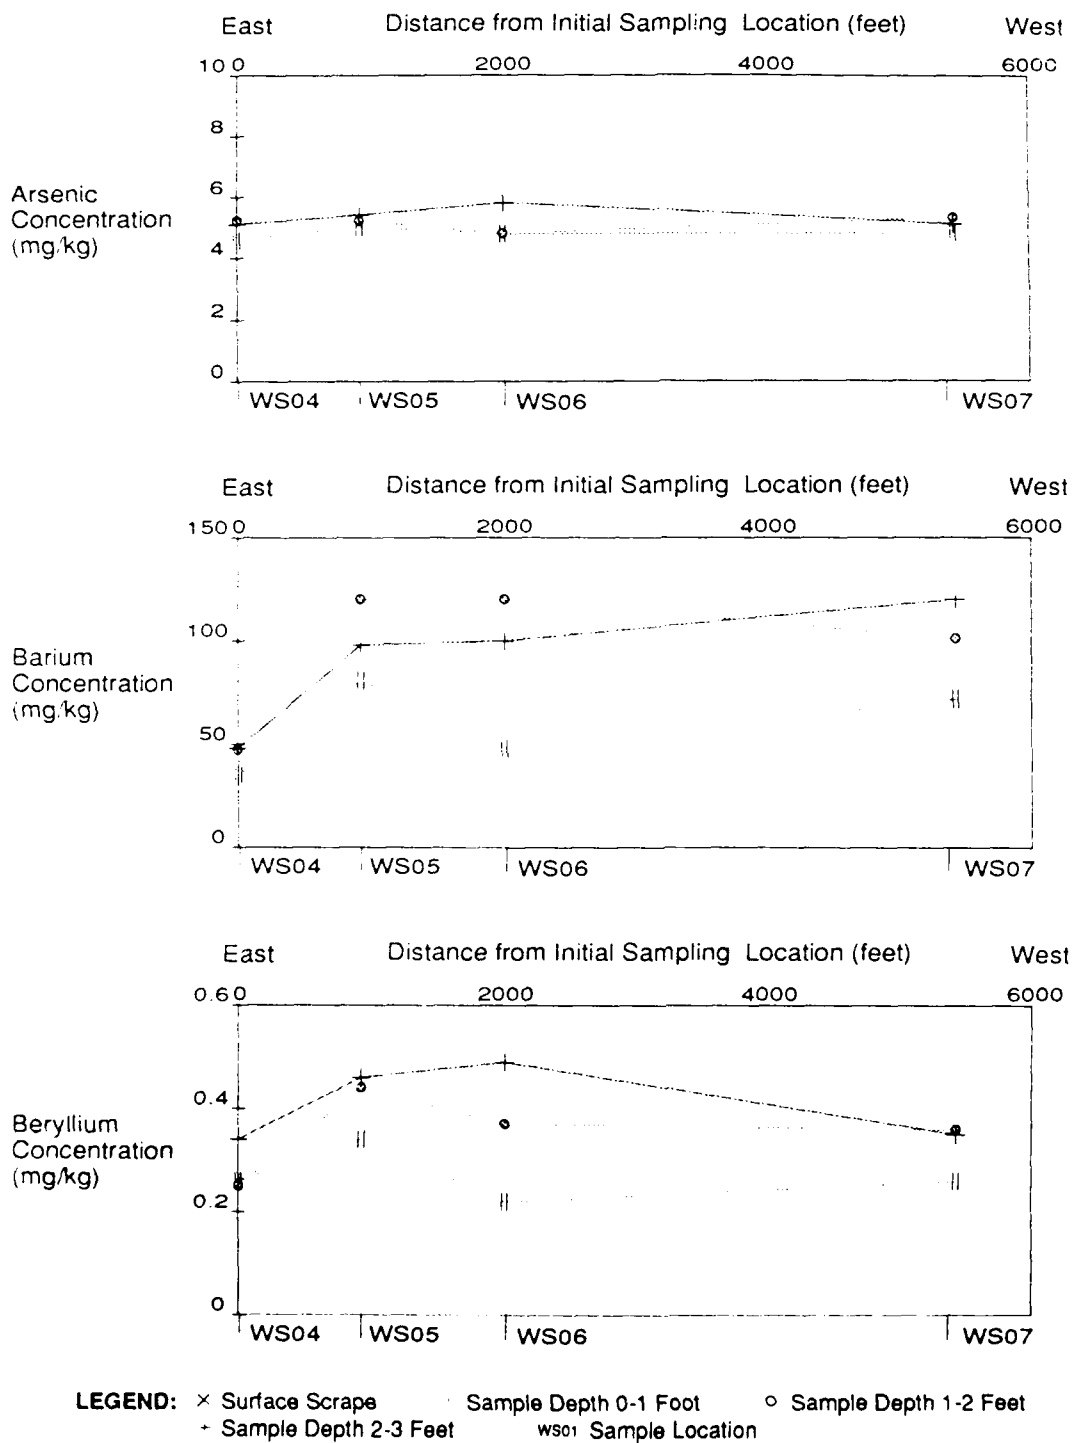 East Distance from Initial Sampling Location (feet) West
10 0 2000 4000 6000
8
6
4
2
0
Arsenic
Concentration
(mg/kg)
WS04 WS05 WS06 WS07
East Distance from Initial Sampling Location (feet) West
150 0 2000 4000 6000
100
50
0
Barium
Concentration
(mg/kg)
WS04 WS05 WS06 WS07
East Distance from Initial Sampling Location (feet) West
0.6 0 2000 4000 6000
0.4
0.2
0
Beryllium
Concentration
(mg/kg)
WS04 WS05 WS06 WS07
LEGEND: × Surface Scrape Sample Depth 0-1 Foot o Sample Depth 1-2 Feet
+ Sample Depth 2-3 Feet WS01 Sample Location